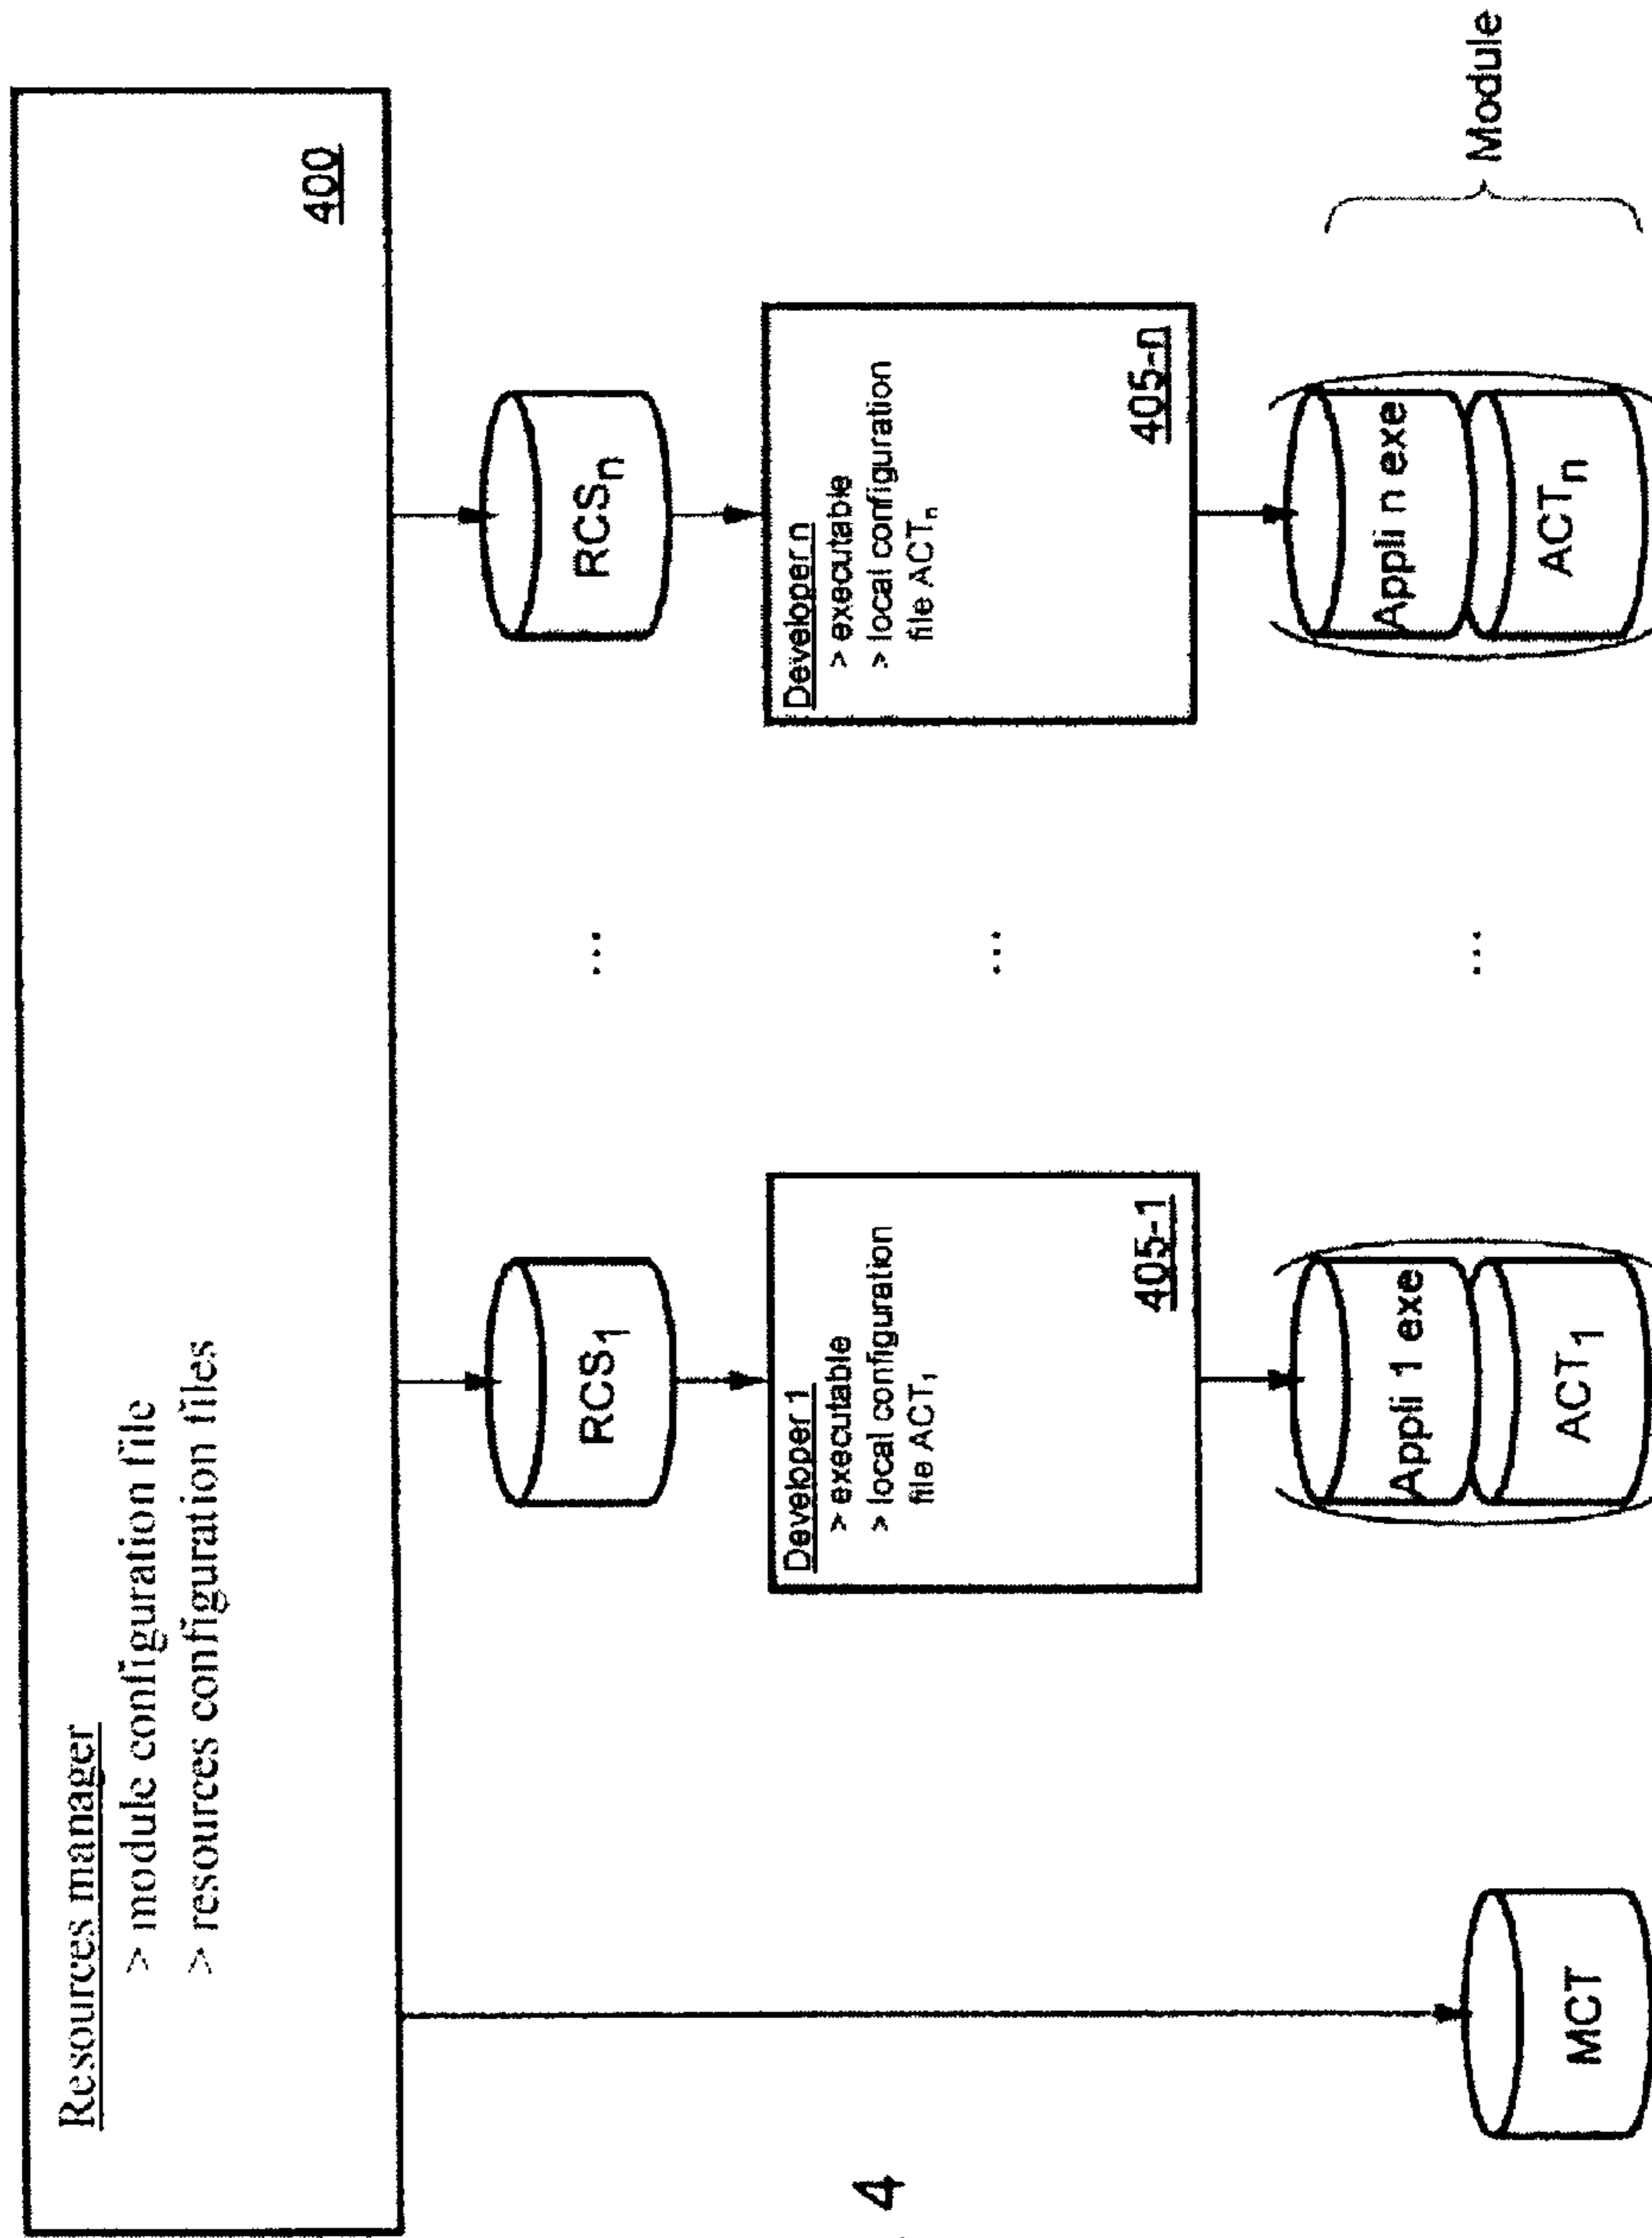 Resources manager
> module configuration file
> resources configuration files
400
RCS1
RCSn
...
Developer 1
> executable
> local configuration
file ACT1
405-1
...
Developer n
> executable
> local configuration
file ACTn
405-n
MCT
Appli 1 exe
ACT1
...
Appli n exe
ACTn
Module
4